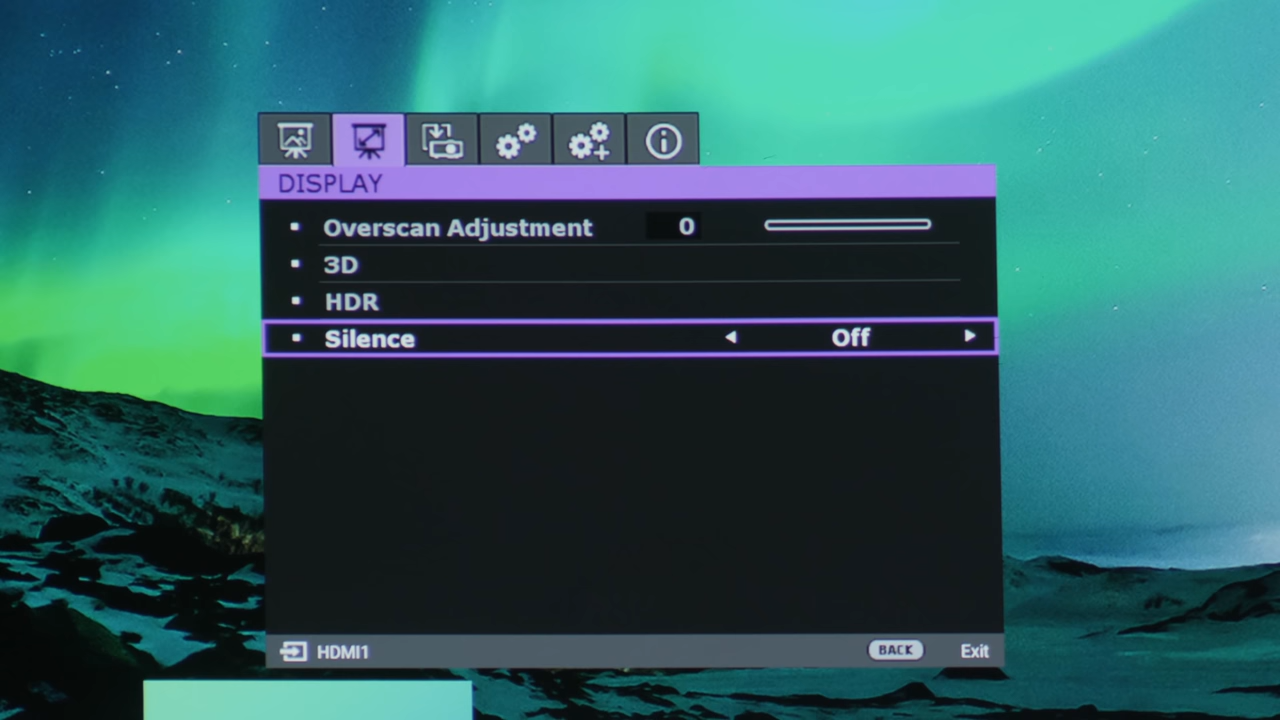 DISPLAY
Overscan Adjustment 0
3D
HDR
Silence Off
HDMI1 BACK Exit